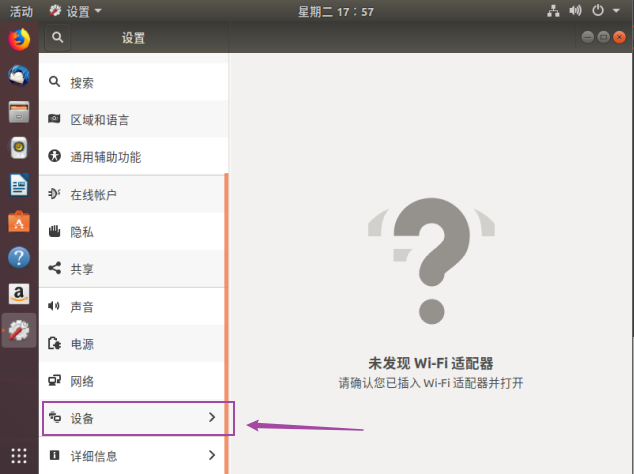 活动 设置 星期二 17：57
设置
搜索
区域和语言
通用辅助功能
在线帐户
隐私
共享
声音
电源
网络
设备
详细信息
未发现 Wi-Fi 适配器
请确认您已插入 Wi-Fi 适配器并打开